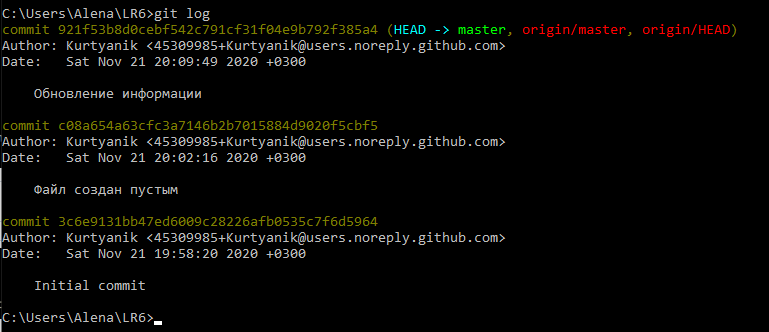 C:\Users\Alena\LR6>git log
commit 921f53b8d0cebf542c791cf31f04e9b792f385a4 (HEAD -> master, origin/master, origin/HEAD)
Author: Kurtyanik <45309985+Kurtyanik@users.noreply.github.com>
Date:   Sat Nov 21 20:09:49 2020 +0300
Обновление информации
commit c08a654a63cfc3a7146b2b7015884d9020f5cbf5
Author: Kurtyanik <45309985+Kurtyanik@users.noreply.github.com>
Date:   Sat Nov 21 20:02:16 2020 +0300
Файл создан пустым
commit 3c6e9131bb47ed6009c28226afb0535c7f6d5964
Author: Kurtyanik <45309985+Kurtyanik@users.noreply.github.com>
Date:   Sat Nov 21 19:58:20 2020 +0300
Initial commit
C:\Users\Alena\LR6>